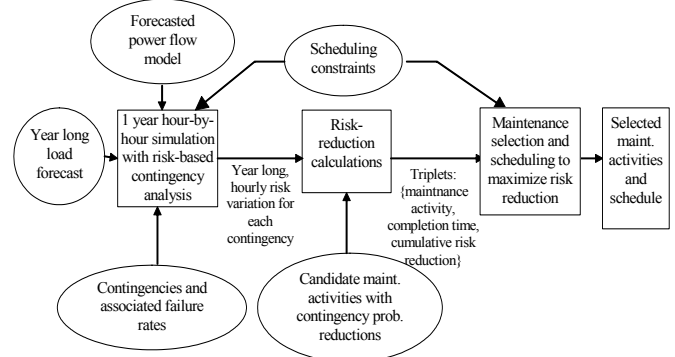 Forecasted
power flow
model
Scheduling
constraints
Year long
load
forecast
1 year hour-by-
hour simulation
with risk-based
contingency
analysis
Year long,
hourly risk
variation for
each
contingency
Risk-
reduction
calculations
Triplets:
{maintnance
activity,
completion time,
cumulative risk
reduction}
Maintenance
selection and
scheduling to
maximize risk
reduction
Selected
maint.
activities
and
schedule
Contingencies and
associated failure
rates
Candidate maint.
activities with
contingency prob.
reductions